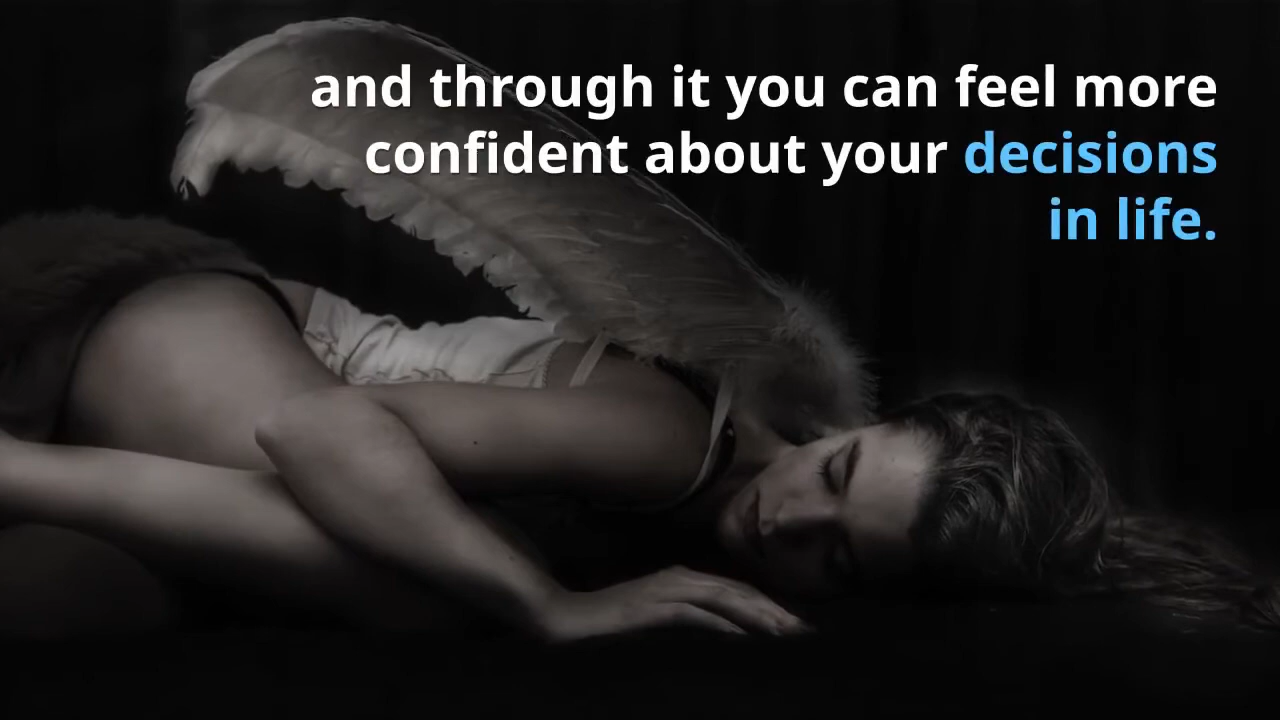 and through it you can feel more
confident about your decisions
in life.